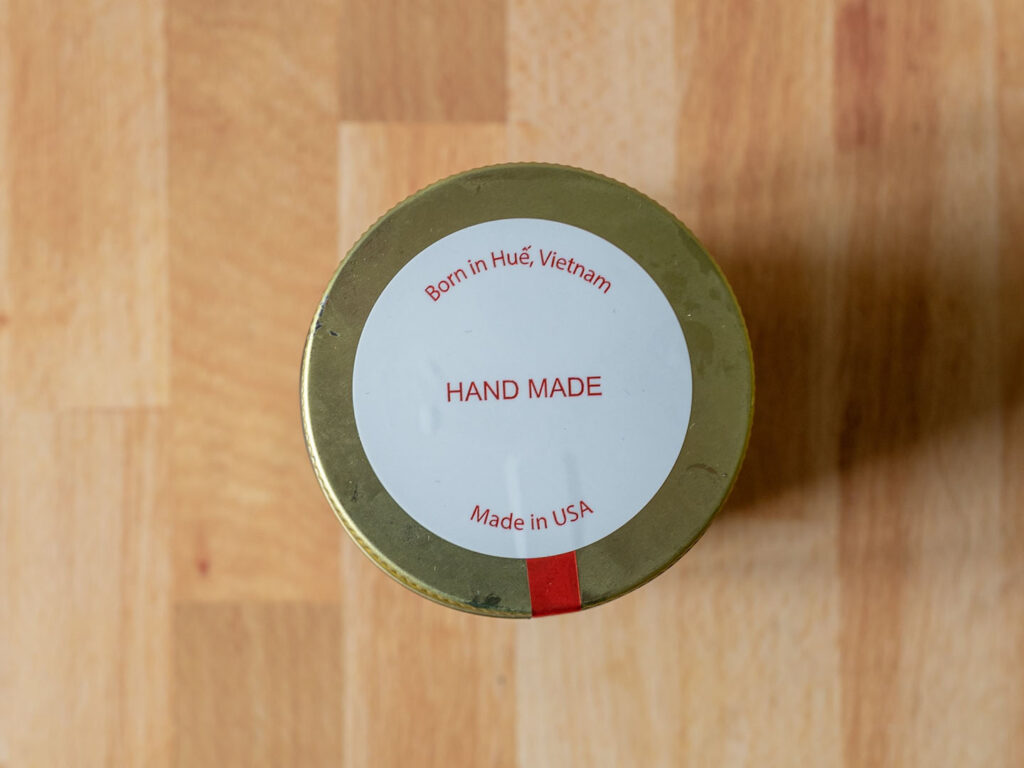 Born in Huế, Vietnam
HAND MADE
Made in USA